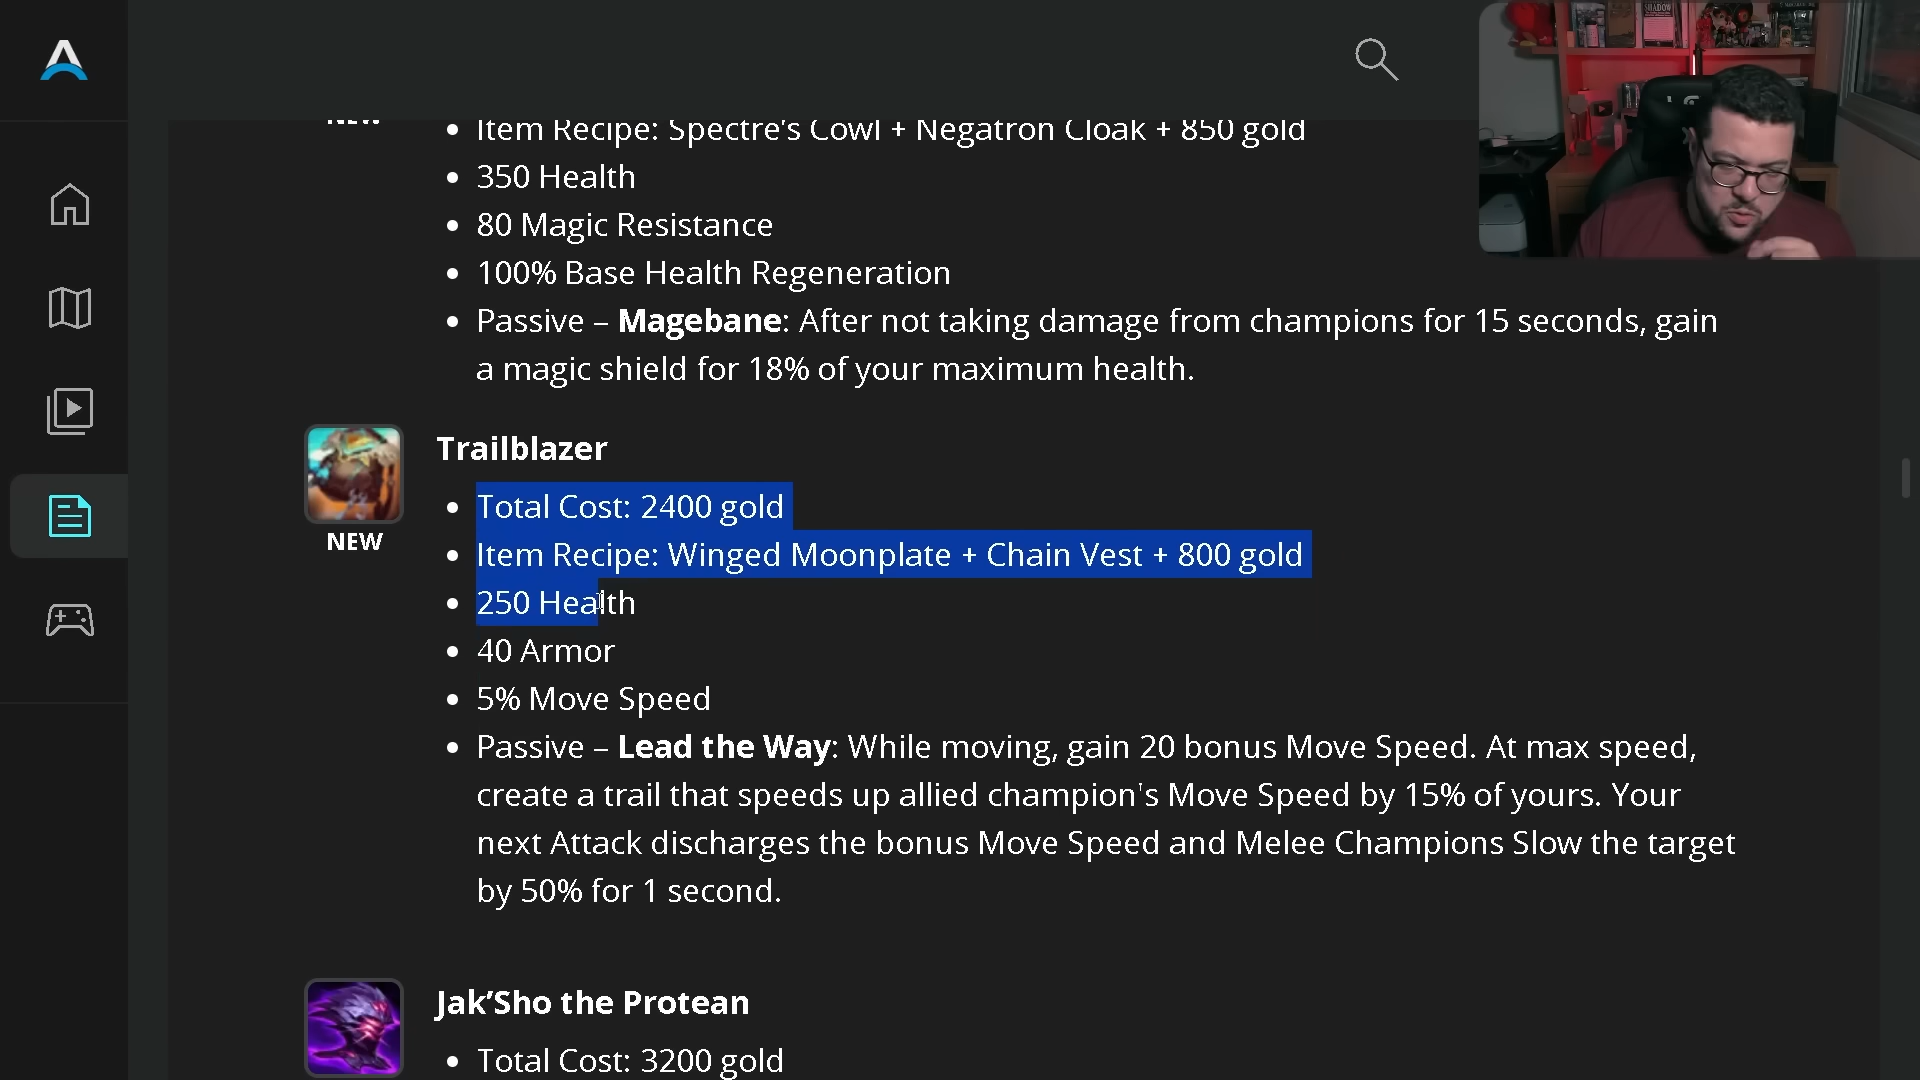 Item Recipe: Spectre's Cowl + Negatron Cloak + 850 gold
350 Health
80 Magic Resistance
100% Base Health Regeneration
Passive – Magebane: After not taking damage from champions for 15 seconds, gain
a magic shield for 18% of your maximum health.
Trailblazer
Total Cost: 2400 gold
NEW
Item Recipe: Winged Moonplate + Chain Vest + 800 gold
250 Health
40 Armor
5% Move Speed
Passive – Lead the Way: While moving, gain 20 bonus Move Speed. At max speed,
create a trail that speeds up allied champion's Move Speed by 15% of yours. Your
next Attack discharges the bonus Move Speed and Melee Champions Slow the target
by 50% for 1 second.
Jak’Sho the Protean
Total Cost: 3200 gold